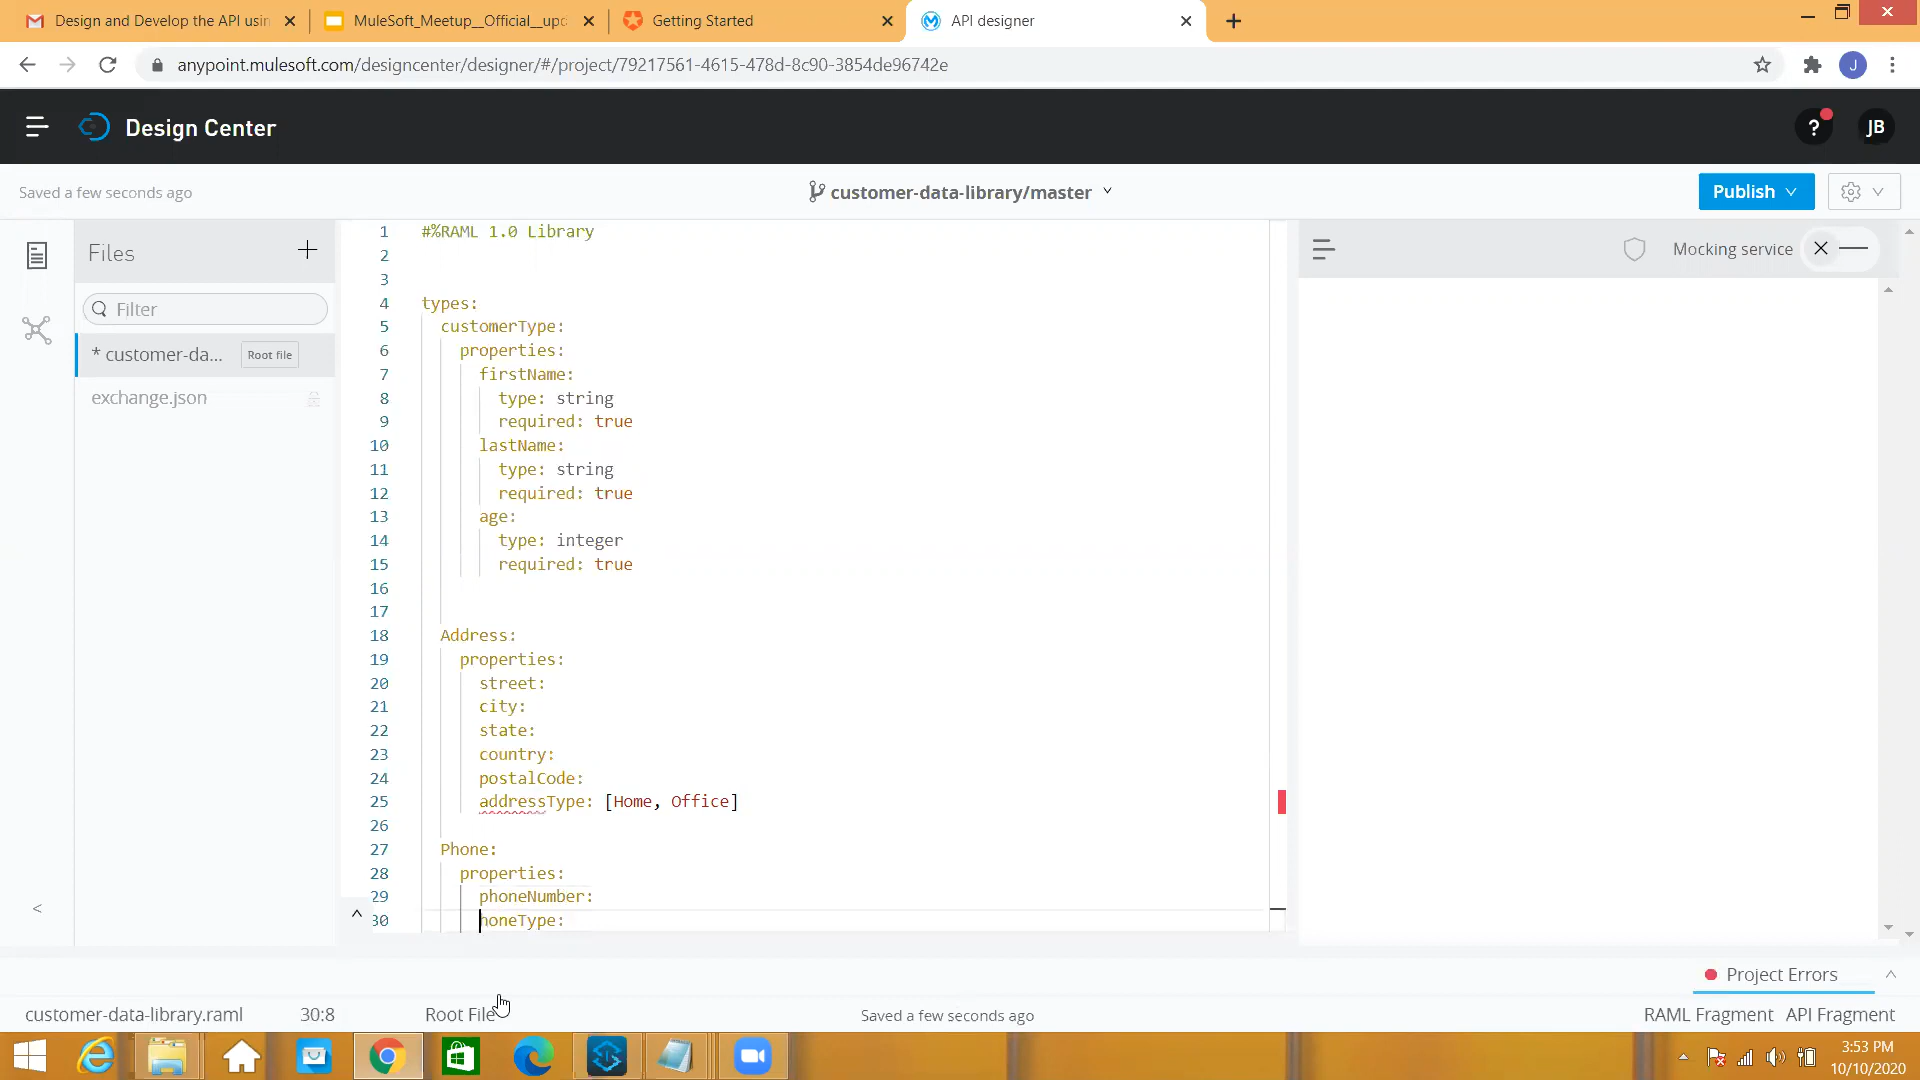 Design and Develop the API usin
MuleSoft_Meetup__Official__upd
Getting Started
API designer
anypoint.mulesoft.com/designcenter/designer/#/project/79217561-4615-478d-8c90-3854de96742e
J
Design Center
?
JB
Saved a few seconds ago
customer-data-library/master
Publish
Files
Filter
* customer-da...
Root file
exchange.json
1 #%RAML 1.0 Library
2
3
4 types:
5 customerType:
6 properties:
7 firstName:
8 type: string
9 required: true
10 lastName:
11 type: string
12 required: true
13 age:
14 type: integer
15 required: true
16
17
18 Address:
19 properties:
20 street:
21 city:
22 state:
23 country:
24 postalCode:
25 addressType: [Home, Office]
26
27 Phone:
28 properties:
29 phoneNumber:
30 honeType:
Mocking service
Project Errors
customer-data-library.raml
30:8
Root File
Saved a few seconds ago
RAML Fragment
API Fragment
3:53 PM
10/10/2020